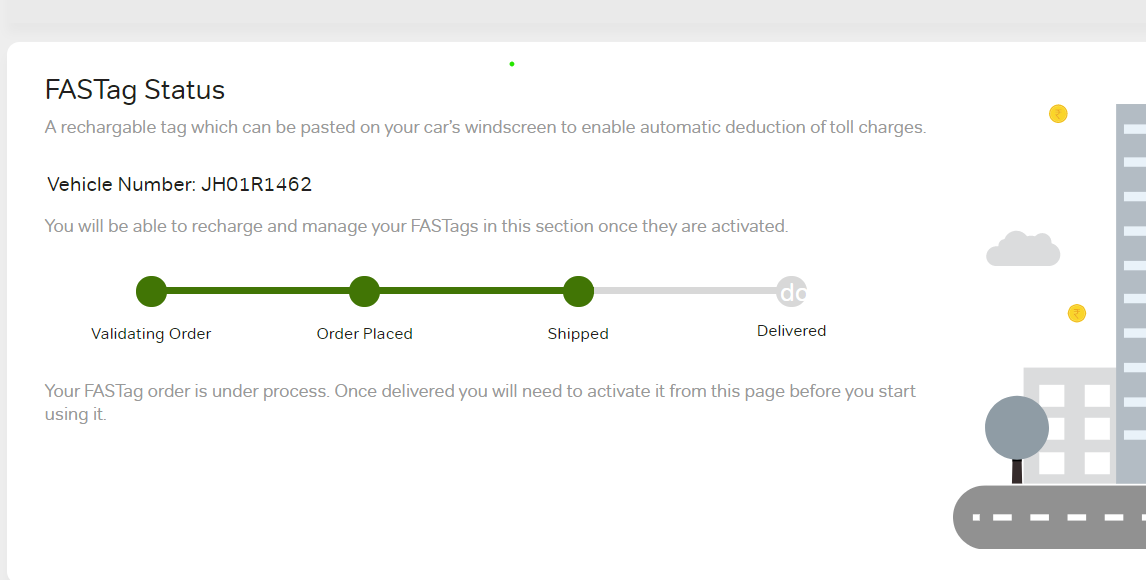 FASTag Status
A rechargable tag which can be pasted on your car's windscreen to enable automatic deduction of toll charges.
Vehicle Number: JH01R1462
You will be able to recharge and manage your FASTags in this section once they are activated.
Validating Order
Order Placed
Shipped
Delivered
Your FASTag order is under process. Once delivered you will need to activate it from this page before you start
using it.